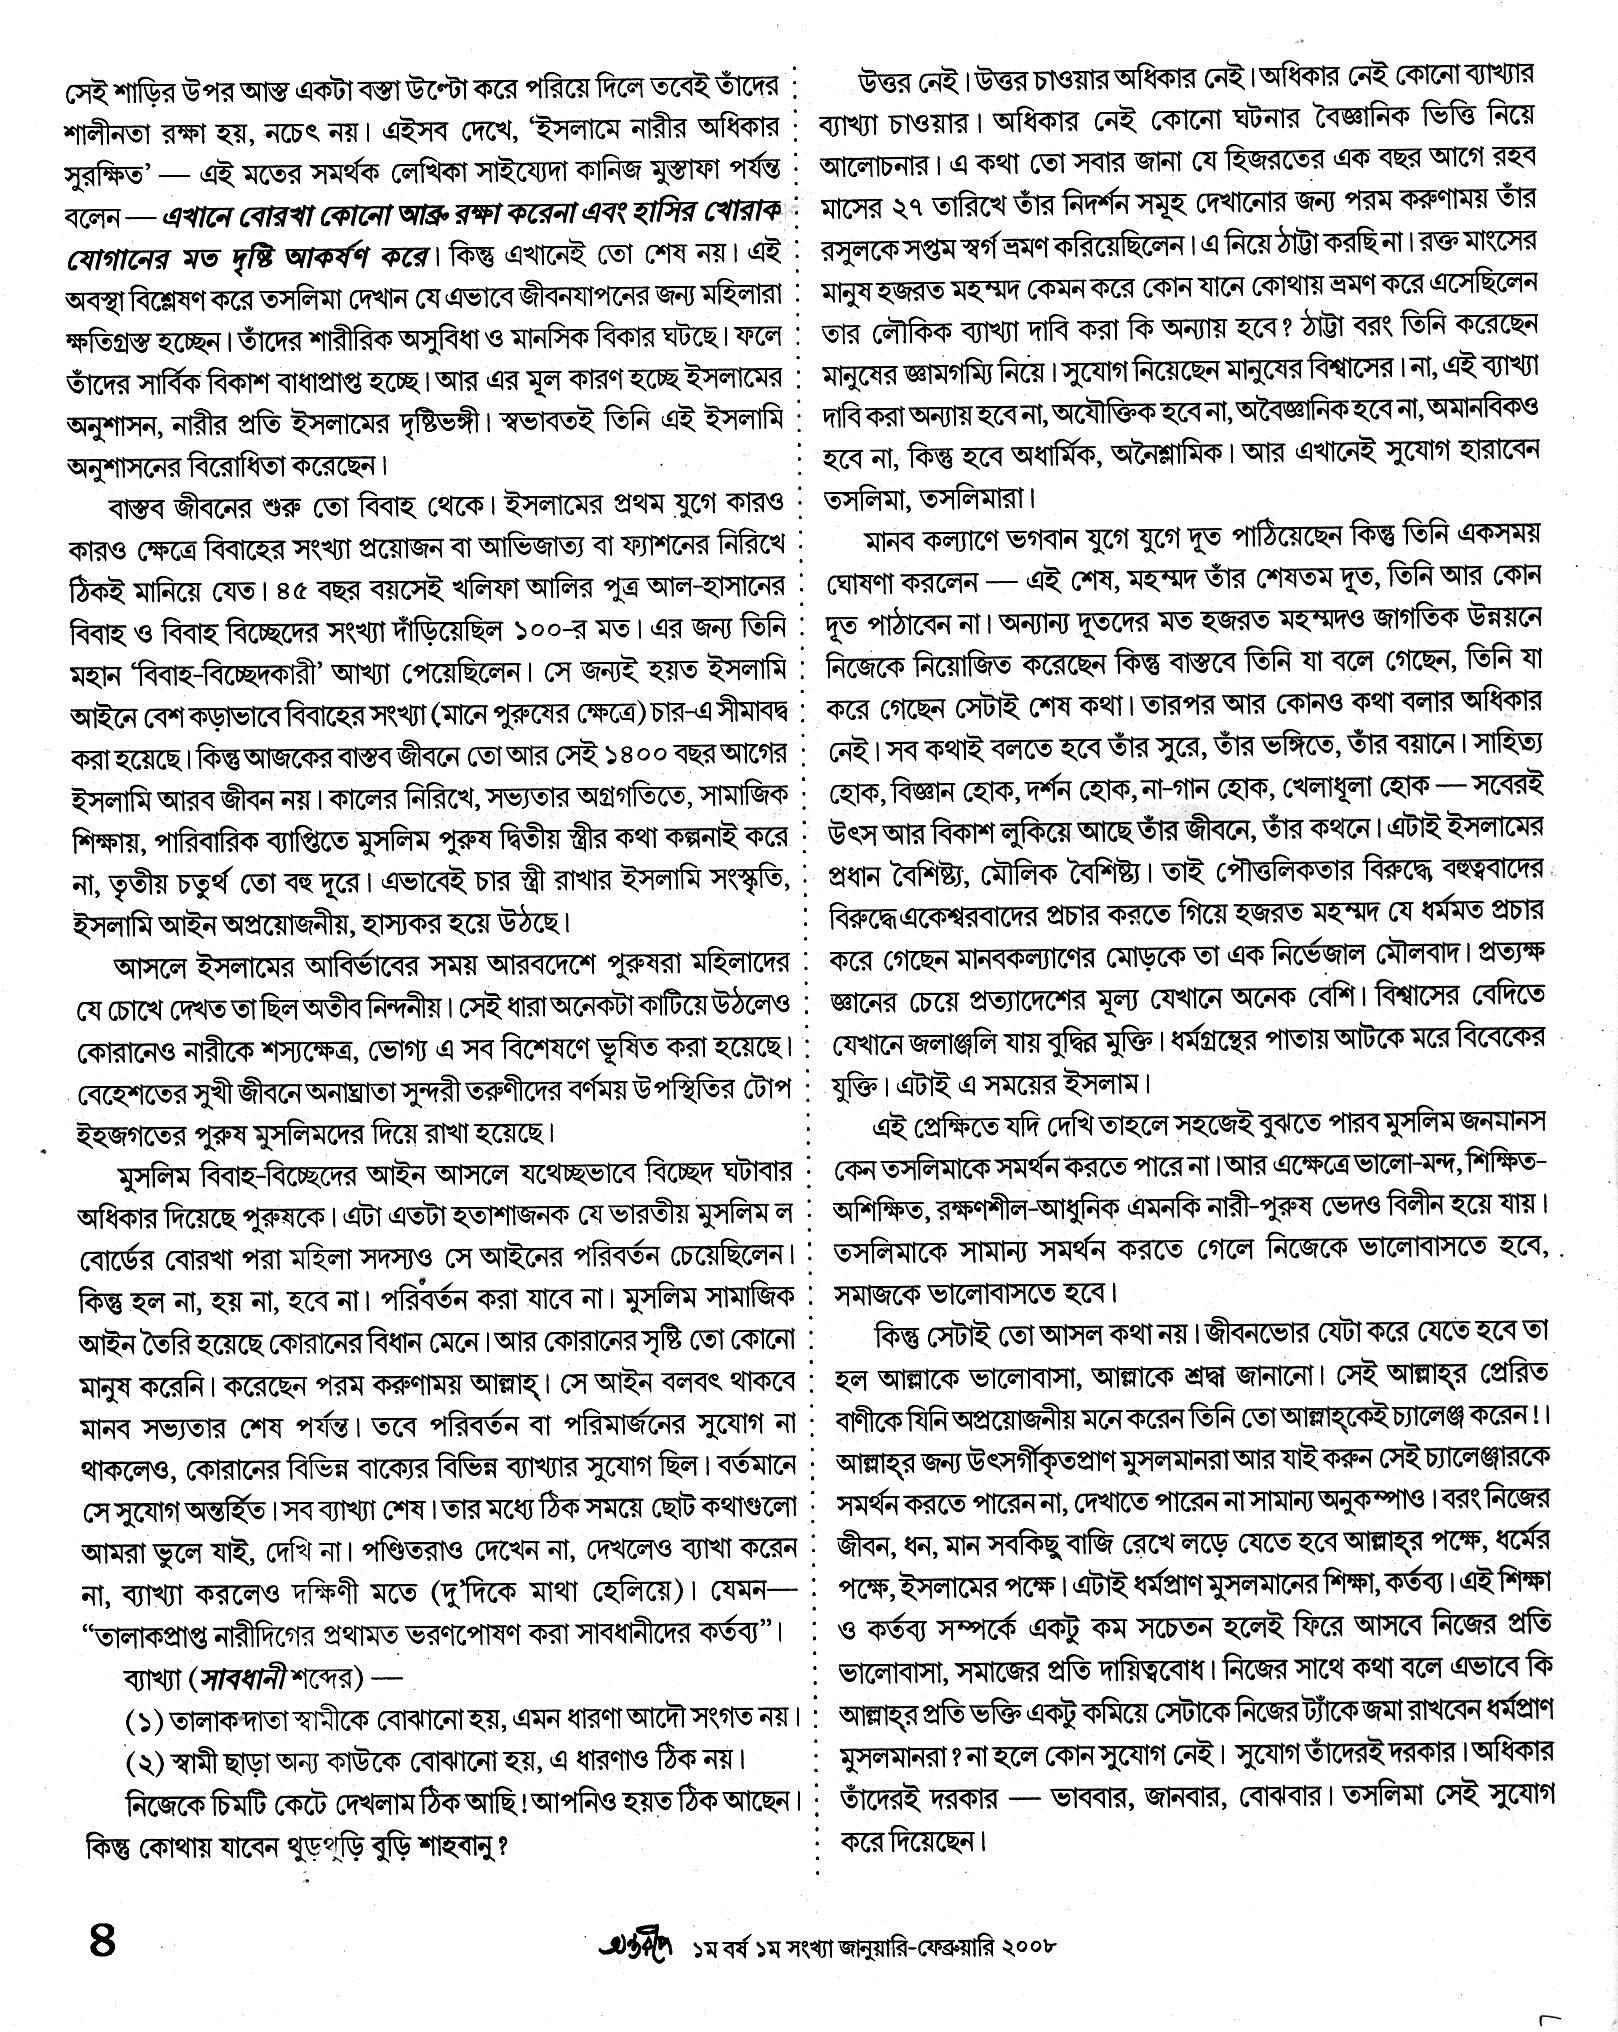 সেই শাড়ির উপর আস্ত একটা বস্তা উল্টো করে পরিয়ে দিলে তবেই তাঁদের
শালীনতা রক্ষা হয়, নচেৎ নয়। এইসব দেখে, ‘ইসলামে নারীর অধিকার
সুরক্ষিত’ — এই মতের সমর্থক লেখিকা সাইয্যেদা কানিজ মুস্তাফা পর্যন্ত
বলেন — এখানে বোরখা কোনো আব্রু রক্ষা করেনা এবং হাসির খোরাক
যোগানের মত দৃষ্টি আকর্ষণ করে। কিন্তু এখানেই তো শেষ নয়। এই
অবস্থা বিশ্লেষণ করে তসলিমা দেখান যে এভাবে জীবনযাপনের জন্য মহিলারা
ক্ষতিগ্রস্ত হচ্ছেন। তাঁদের শারীরিক অসুবিধা ও মানসিক বিকার ঘটছে। ফলে
তাঁদের সার্বিক বিকাশ বাধাপ্রাপ্ত হচ্ছে। আর এর মূল কারণ হচ্ছে ইসলামের
অনুশাসন, নারীর প্রতি ইসলামের দৃষ্টিভঙ্গী। স্বভাবতই তিনি এই ইসলামি
অনুশাসনের বিরোধিতা করেছেন।
বাস্তব জীবনের শুরু তো বিবাহ থেকে। ইসলামের প্রথম যুগে কারও
কারও ক্ষেত্রে বিবাহের সংখ্যা প্রয়োজন বা আভিজাত্য বা ফ্যাশনের নিরিখে
ঠিকই মানিয়ে যেত। ৪৫ বছর বয়সেই খলিফা আলির পুত্র আল-হাসানের
বিবাহ ও বিবাহ বিচ্ছেদের সংখ্যা দাঁড়িয়েছিল ১০০-র মত। এর জন্য তিনি
মহান ‘বিবাহ-বিচ্ছেদকারী’ আখ্যা পেয়েছিলেন। সে জন্যই হয়ত ইসলামি
আইনে বেশ কড়াভাবে বিবাহের সংখ্যা (মানে পুরুষের ক্ষেত্রে) চার-এ সীমাবদ্ব
করা হয়েছে। কিন্তু আজকের বাস্তব জীবনে তো আর সেই ১৪০০ বছর আগের
ইসলামি আরব জীবন নয়। কালের নিরিখে, সভ্যতার অগ্রগতিতে, সামাজিক
শিক্ষায়, পারিবারিক ব্যাপ্তিতে মুসলিম পুরুষ দ্বিতীয় স্ত্রীর কথা কল্পনাই করে
না, তৃতীয় চতুর্থ তো বহু দূরে। এভাবেই চার স্ত্রী রাখার ইসলামি সংস্কৃতি,
ইসলামি আইন অপ্রয়োজনীয়, হাস্যকর হয়ে উঠছে।
আসলে ইসলামের আবির্ভাবের সময় আরবদেশে পুরুষরা মহিলাদের
যে চোখে দেখত তা ছিল অতীব নিন্দনীয়। সেই ধারা অনেকটা কাটিয়ে উঠলেও
কোরানেও নারীকে শস্যক্ষেত্র, ভোগ্য এ সব বিশেষণে ভূষিত করা হয়েছে।
বেহেশতের সুখী জীবনে অনাঘ্রাতা সুন্দরী তরুণীদের বর্ণময় উপস্থিতির টোপ
ইহজগতের পুরুষ মুসলিমদের দিয়ে রাখা হয়েছে।
মুসলিম বিবাহ-বিচ্ছেদের আইন আসলে যথেচ্ছভাবে বিচ্ছেদ ঘটাবার
অধিকার দিয়েছে পুরুষকে। এটা এতটা হতাশাজনক যে ভারতীয় মুসলিম ল
বোর্ডের বোরখা পরা মহিলা সদস্যও সে আইনের পরিবর্তন চেয়েছিলেন।
কিন্তু হল না, হয় না, হবে না। পরিবর্তন করা যাবে না। মুসলিম সামাজিক
আইন তৈরি হয়েছে কোরানের বিধান মেনে। আর কোরানের সৃষ্টি তো কোনো
মানুষ করেনি। করেছেন পরম করুণাময় আল্লাহ্। সে আইন বলবৎ থাকবে
মানব সভ্যতার শেষ পর্যন্ত। তবে পরিবর্তন বা পরিমার্জনের সুযোগ না
থাকলেও, কোরানের বিভিন্ন বাক্যের বিভিন্ন ব্যাখ্যার সুযোগ ছিল। বর্তমানে
সে সুযোগ অন্তর্হিত। সব ব্যাখ্যা শেষ। তার মধ্যে ঠিক সময়ে ছোট কথাগুলো
আমরা ভুলে যাই, দেখি না। পণ্ডিতরাও দেখেন না, দেখলেও ব্যাখা করেন
না, ব্যাখ্যা করলেও দক্ষিণী মতে (দু’দিকে মাথা হেলিয়ে)। যেমন—
“তালাকপ্রাপ্ত নারীদিগের প্রথামত ভরণপোষণ করা সাবধানীদের কর্তব্য”।
ব্যাখ্যা (সাবধানী শব্দের) —
(১) তালাকদাতা স্বামীকে বোঝানো হয়, এমন ধারণা আদৌ সংগত নয়।
(২) স্বামী ছাড়া অন্য কাউকে বোঝানো হয়, এ ধারণাও ঠিক নয়।
নিজেকে চিমটি কেটে দেখলাম ঠিক আছি! আপনিও হয়ত ঠিক আছেন।
কিন্তু কোথায় যাবেন থুড়থুড়ি বুড়ি শাহবানু?
উত্তর নেই। উত্তর চাওয়ার অধিকার নেই। অধিকার নেই কোনো ব্যাখ্যার
ব্যাখ্যা চাওয়ার। অধিকার নেই কোনো ঘটনার বৈজ্ঞানিক ভিত্তি নিয়ে
আলোচনার। এ কথা তো সবার জানা যে হিজরতের এক বছর আগে রহব
মাসের ২৭ তারিখে তাঁর নিদর্শন সমূহ দেখানোর জন্য পরম করুণাময় তাঁর
রসুলকে সপ্তম স্বর্গ ভ্রমণ করিয়েছিলেন। এ নিয়ে ঠাট্টা করছি না। রক্ত মাংসের
মানুষ হজরত মহম্মদ কেমন করে কোন যানে কোথায় ভ্রমণ করে এসেছিলেন
তার লৌকিক ব্যাখ্যা দাবি করা কি অন্যায় হবে? ঠাট্টা বরং তিনি করেছেন
মানুষের জ্ঞামগম্যি নিয়ে। সুযোগ নিয়েছেন মানুষের বিশ্বাসের। না, এই ব্যাখ্যা
দাবি করা অন্যায় হবে না, অযৌক্তিক হবে না, অবৈজ্ঞানিক হবে না, অমানবিকও
হবে না, কিন্তু হবে অধার্মিক, অনৈশ্লামিক। আর এখানেই সুযোগ হারাবেন
তসলিমা, তসলিমারা।
মানব কল্যাণে ভগবান যুগে যুগে দূত পাঠিয়েছেন কিন্তু তিনি একসময়
ঘোষণা করলেন — এই শেষ, মহম্মদ তাঁর শেষতম দূত, তিনি আর কোন
দূত পাঠাবেন না। অন্যান্য দূতদের মত হজরত মহম্মদও জাগতিক উন্নয়নে
নিজেকে নিয়োজিত করেছেন কিন্তু বাস্তবে তিনি যা বলে গেছেন, তিনি যা
করে গেছেন সেটাই শেষ কথা। তারপর আর কোনও কথা বলার অধিকার
নেই। সব কথাই বলতে হবে তাঁর সুরে, তাঁর ভঙ্গিতে, তাঁর বয়ানে। সাহিত্য
হোক, বিজ্ঞান হোক, দর্শন হোক, না-গান হোক, খেলাধূলা হোক — সবেরই
উৎস আর বিকাশ লুকিয়ে আছে তাঁর জীবনে, তাঁর কথনে। এটাই ইসলামের
প্রধান বৈশিষ্ট্য, মৌলিক বৈশিষ্ট্য। তাই পৌত্তলিকতার বিরুদ্ধে, বহুত্ববাদের
বিরুদ্ধে একেশ্বরবাদের প্রচার করতে গিয়ে হজরত মহম্মদ যে ধর্মমত প্রচার
করে গেছেন মানবকল্যাণের মোড়কে তা এক নির্ভেজাল মৌলবাদ। প্রত্যক্ষ
জ্ঞানের চেয়ে প্রত্যাদেশের মূল্য যেখানে অনেক বেশি। বিশ্বাসের বেদিতে
যেখানে জলাঞ্জলি যায় বুদ্ধির মুক্তি। ধর্মগ্রন্থের পাতায় আটকে মরে বিবেকের
যুক্তি। এটাই এ সময়ের ইসলাম।
এই প্রেক্ষিতে যদি দেখি তাহলে সহজেই বুঝতে পারব মুসলিম জনমানস
কেন তসলিমাকে সমর্থন করতে পারে না। আর এক্ষেত্রে ভালো-মন্দ, শিক্ষিত-
অশিক্ষিত, রক্ষণশীল-আধুনিক এমনকি নারী-পুরুষ ভেদও বিলীন হয়ে যায়।
তসলিমাকে সামান্য সমর্থন করতে গেলে নিজেকে ভালোবাসতে হবে,
সমাজকে ভালোবাসতে হবে।
কিন্তু সেটাই তো আসল কথা নয়। জীবনভোর যেটা করে যেতে হবে তা
হল আল্লাকে ভালোবাসা, আল্লাকে শ্রদ্ধা জানানো। সেই আল্লাহ্‌র প্রেরিত
বাণীকে যিনি অপ্রয়োজনীয় মনে করেন তিনি তো আল্লাহ্‌কেই চ্যালেঞ্জ করেন!।
আল্লাহ্‌র জন্য উৎসর্গীকৃতপ্রাণ মুসলমানরা আর যাই করুন সেই চ্যালেঞ্জারকে
সমর্থন করতে পারেন না, দেখাতে পারেন না সামান্য অনুকম্পাও। বরং নিজের
জীবন, ধন, মান সবকিছু বাজি রেখে লড়ে যেতে হবে আল্লাহ্‌র পক্ষে, ধর্মের
পক্ষে, ইসলামের পক্ষে। এটাই ধর্মপ্রাণ মুসলমানের শিক্ষা, কর্তব্য। এই শিক্ষা
ও কর্তব্য সম্পর্কে একটু কম সচেতন হলেই ফিরে আসবে নিজের প্রতি
ভালোবাসা, সমাজের প্রতি দায়িত্ববোধ। নিজের সাথে কথা বলে এভাবে কি
আল্লাহ্‌র প্রতি ভক্তি একটু কমিয়ে সেটাকে নিজের ট্যাঁকে জমা রাখবেন ধর্মপ্রাণ
মুসলমানরা? না হলে কোন সুযোগ নেই। সুযোগ তাঁদেরই দরকার। অধিকার
তাঁদেরই দরকার — ভাববার, জানবার, বোঝবার। তসলিমা সেই সুযোগ
করে দিয়েছেন।
৪
অন্তরীপ ১ম বর্ষ ১ম সংখ্যা জানুয়ারি-ফেব্রুয়ারি ২০০৮